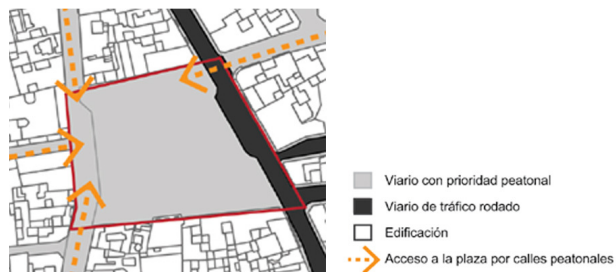 Viario con prioridad peatonal
Viario de tráfico rodado
Edificación
Acceso a la plaza por calles peatonales